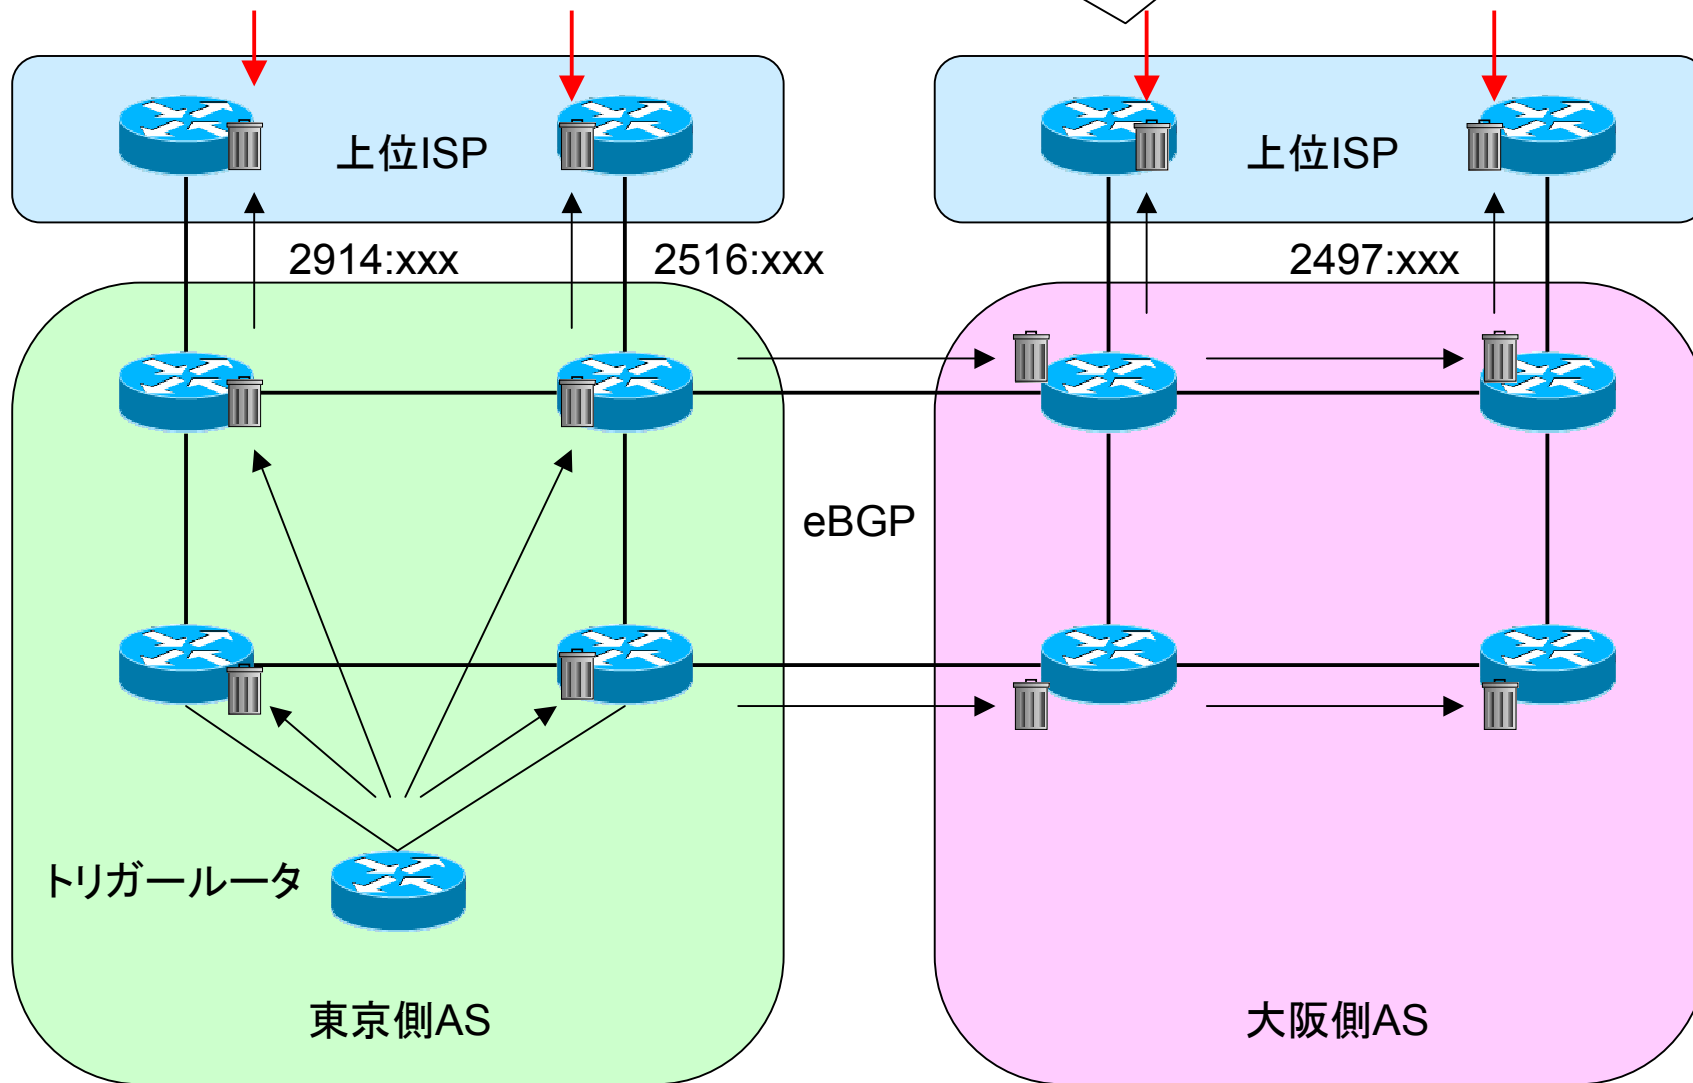 上位ISP
上位ISP
2914:xxx
2516:xxx
2497:xxx
eBGP
トリガールータ
東京側AS
大阪側AS